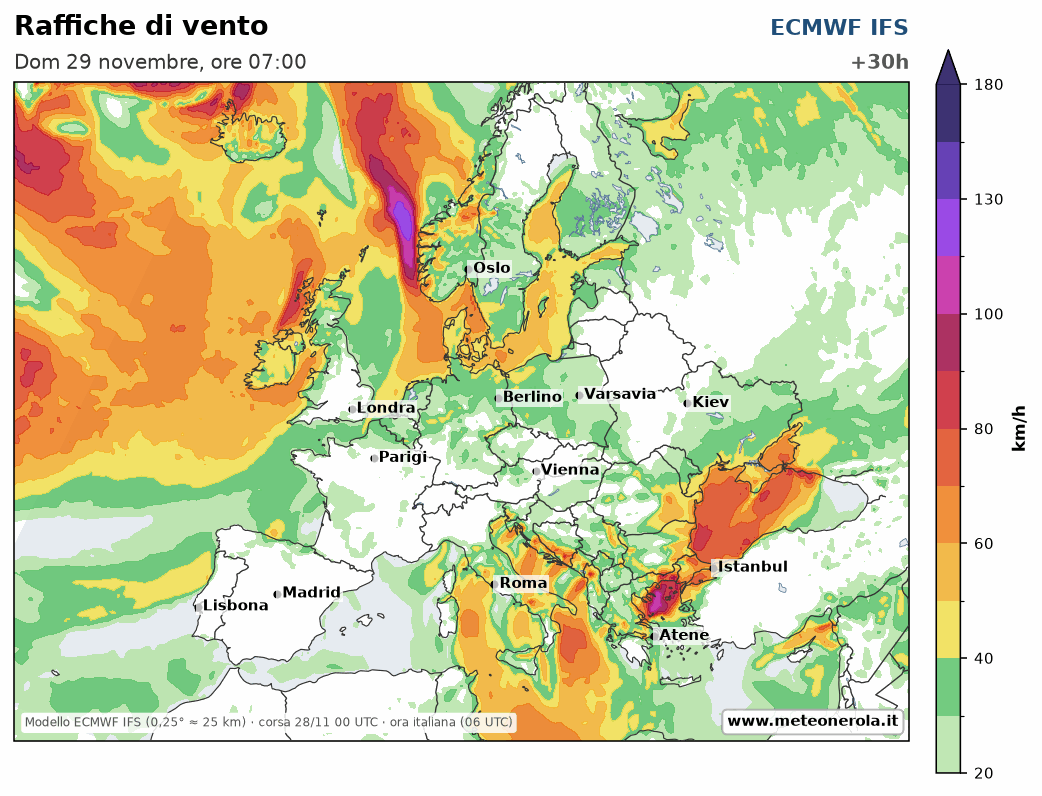 Raffiche di vento
ECMWF IFS
Dom 29 novembre, ore 07:00
+30h
180
130
100
80
60
40
20
km/h
Oslo
Berlino
Varsavia
Kiev
Londra
Parigi
Vienna
Istanbul
Roma
Madrid
Lisbona
Atene
Modello ECMWF IFS (0,25° ≈ 25 km) · corsa 28/11 00 UTC · ora italiana (06 UTC)
www.meteonerola.it